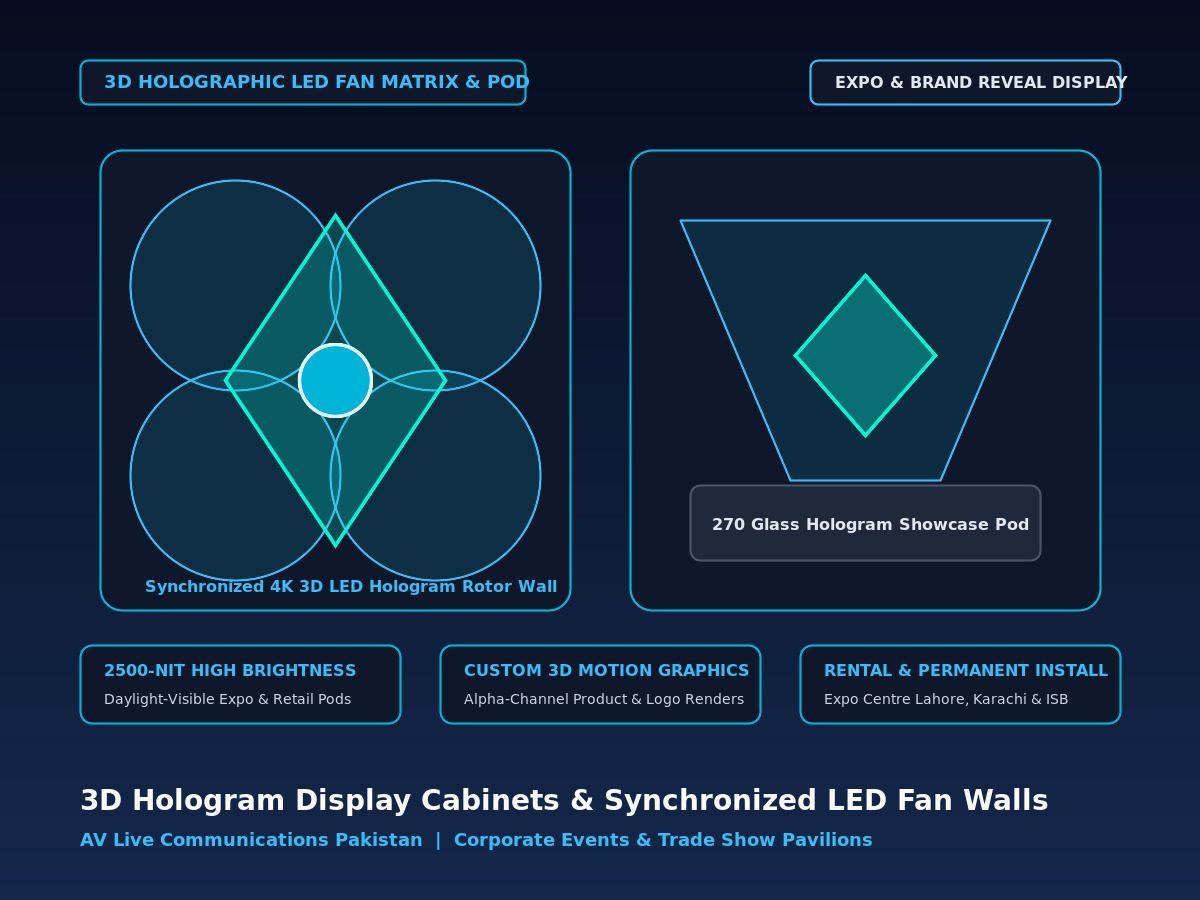 3D HOLOGRAPHIC LED FAN MATRIX & POD
EXPO & BRAND REVEAL DISPLAY
Synchronized 4K 3D LED Hologram Rotor Wall
270 Glass Hologram Showcase Pod
2500-NIT HIGH BRIGHTNESS
Daylight-Visible Expo & Retail Pods
CUSTOM 3D MOTION GRAPHICS
Alpha-Channel Product & Logo Renders
RENTAL & PERMANENT INSTALL
Expo Centre Lahore, Karachi & ISB
3D Hologram Display Cabinets & Synchronized LED Fan Walls
AV Live Communications Pakistan | Corporate Events & Trade Show Pavilions